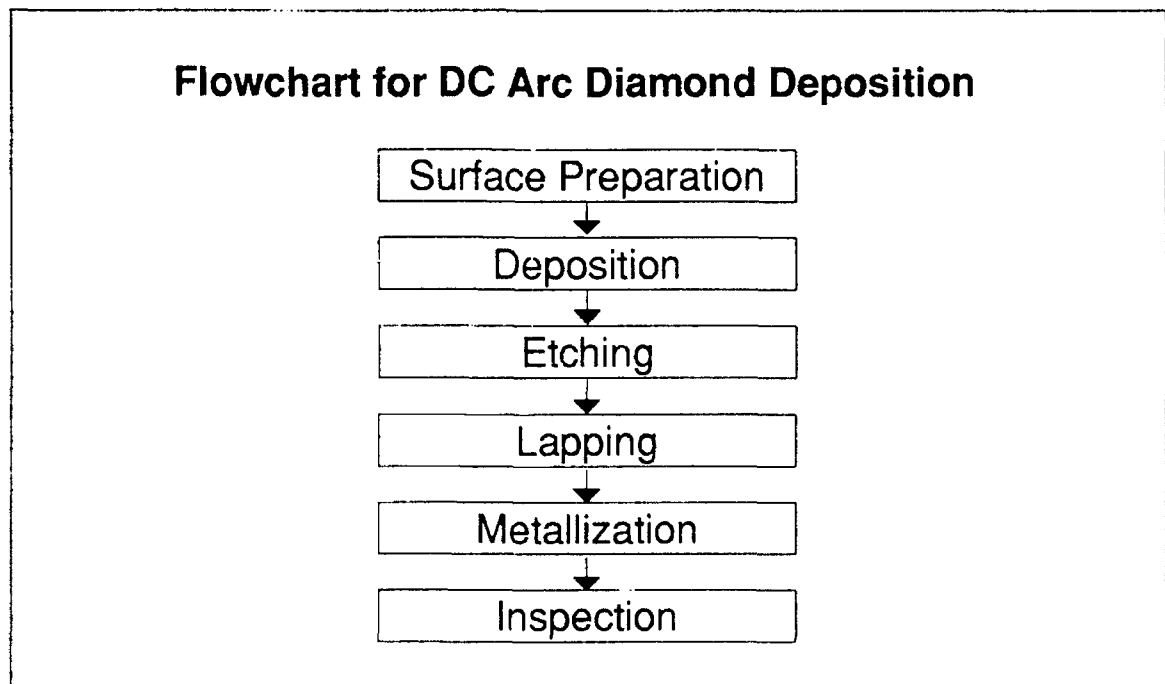 Flowchart for DC Arc Diamond Deposition
Surface Preparation
Deposition
Etching
Lapping
Metallization
Inspection